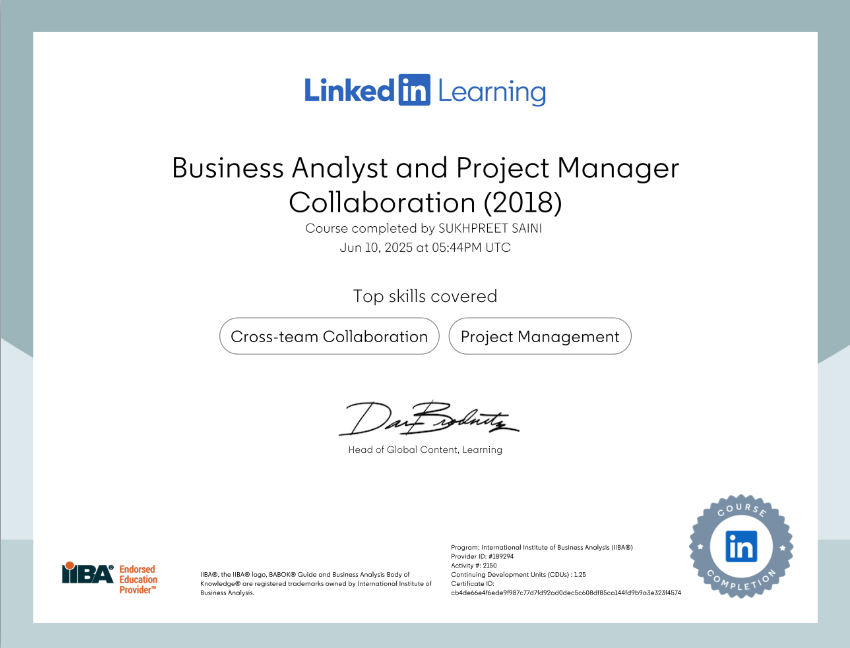 Linked in Learning
Business Analyst and Project Manager
Collaboration (2018)
Course completed by SUKHPREET SAINI
Jun 10, 2025 at 05:44PM UTC
Top skills covered
Cross-team Collaboration
Project Management
Head of Global Content, Learning
IIBA® Endorsed
Education
Provider™
IIBA®, the IIBA® logo, BABOK® Guide and Business Analysis Body of
Knowledge® are registered trademarks owned by International Institute of
Business Analysis.
Program: International Institute of Business Analysis (IIBA®)
Provider ID: #189294
Activity #: 2150
Continuing Development Units (CDUs) : 1.25
Certificate ID:
COURSE
in
COMPLETION